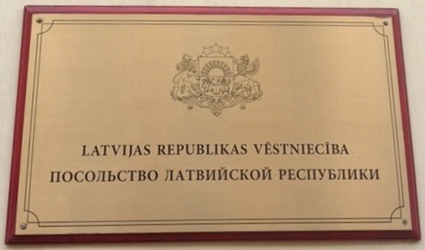 LATVIJAS REPUBLIKAS VĒSTNIECĪBA
ПОСОЛЬСТВО ЛАТВИЙСКОЙ РЕСПУБЛИКИ